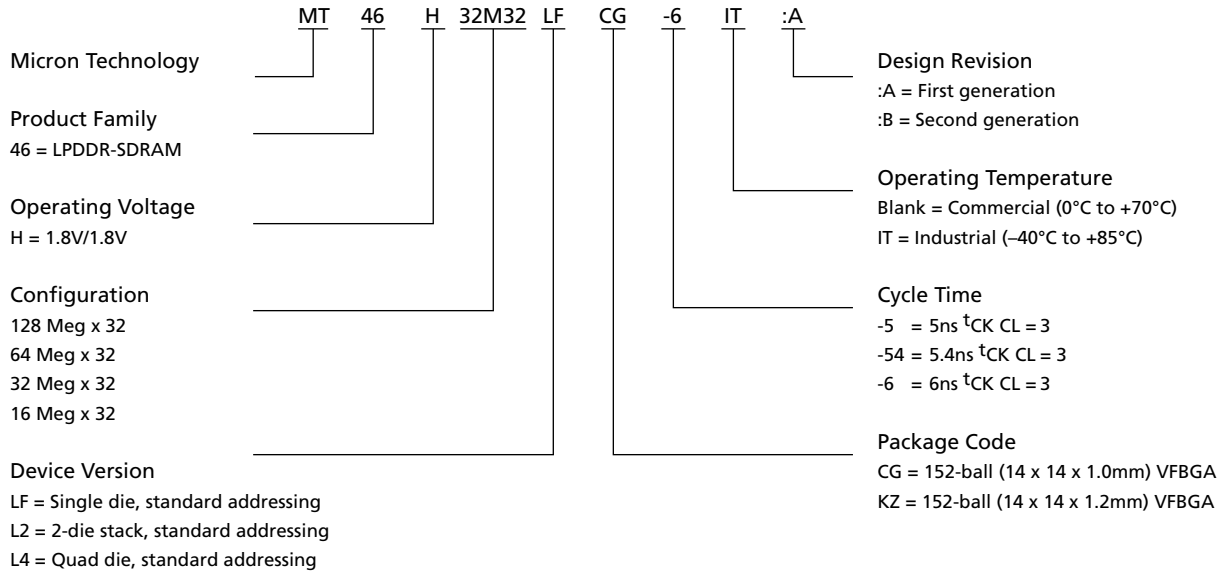 MT 46 H 32M32 LF CG -6 IT :A
Micron Technology
Product Family
46 = LPDDR-SDRAM
Operating Voltage
H = 1.8V/1.8V
Configuration
128 Meg x 32
64 Meg x 32
32 Meg x 32
16 Meg x 32
Device Version
LF = Single die, standard addressing
L2 = 2-die stack, standard addressing
L4 = Quad die, standard addressing
Design Revision
:A = First generation
:B = Second generation
Operating Temperature
Blank = Commercial (0°C to +70°C)
IT = Industrial (–40°C to +85°C)
Cycle Time
-5 = 5ns tCK CL = 3
-54 = 5.4ns tCK CL = 3
-6 = 6ns tCK CL = 3
Package Code
CG = 152-ball (14 x 14 x 1.0mm) VFBGA
KZ = 152-ball (14 x 14 x 1.2mm) VFBGA